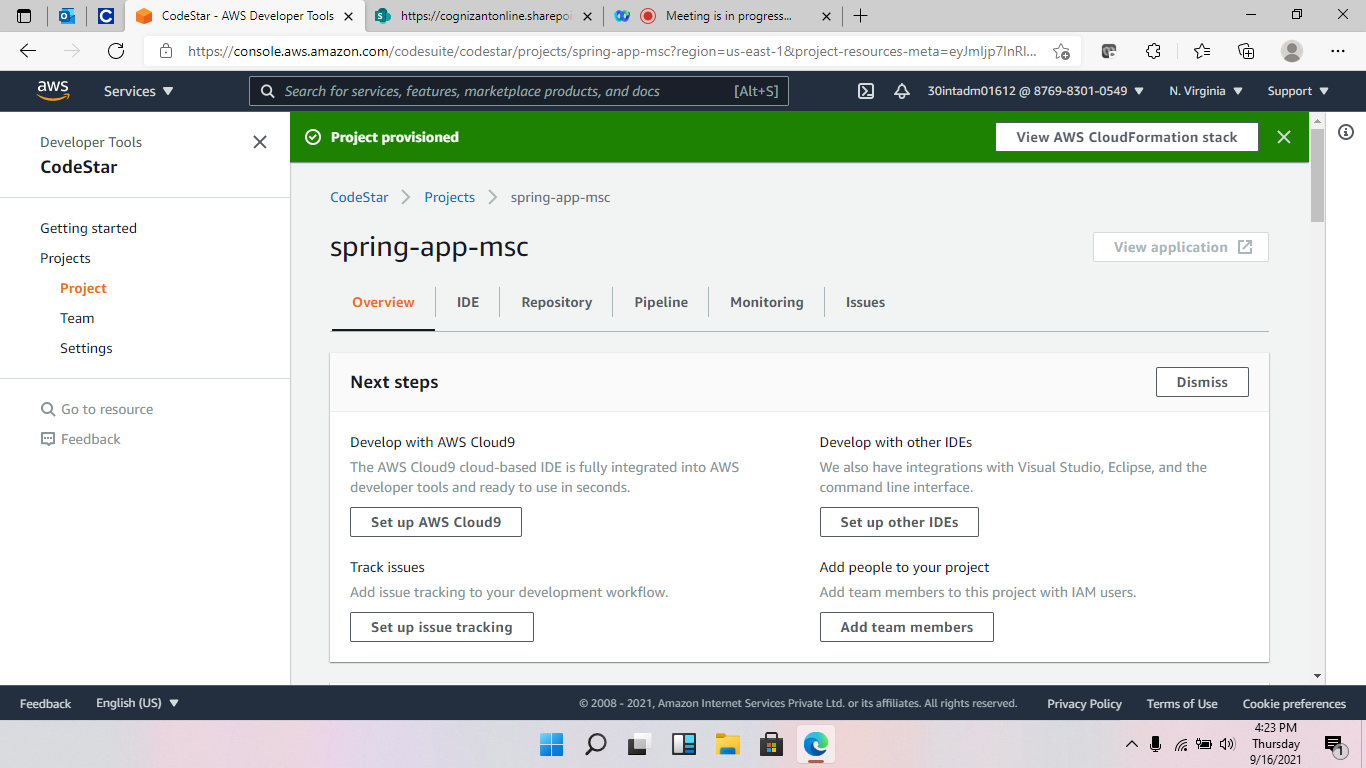 CodeStar - AWS Developer Tools
https://cognizantonline.sharepoi
Meeting is in progress...
https://console.aws.amazon.com/codesuite/codestar/projects/spring-app-msc?region=us-east-1&project-resources-meta=eyJmIjp7InRl...
aws
Services
Search for services, features, marketplace products, and docs
[Alt+S]
30intadm01612 @ 8769-8301-0549
N. Virginia
Support
Developer Tools
CodeStar
Getting started
Projects
Project
Team
Settings
Go to resource
Feedback
Project provisioned
View AWS CloudFormation stack
CodeStar
Projects
spring-app-msc
spring-app-msc
View application
Overview
IDE
Repository
Pipeline
Monitoring
Issues
Next steps
Dismiss
Develop with AWS Cloud9
The AWS Cloud9 cloud-based IDE is fully integrated into AWS
developer tools and ready to use in seconds.
Set up AWS Cloud9
Develop with other IDEs
We also have integrations with Visual Studio, Eclipse, and the
command line interface.
Set up other IDEs
Track issues
Add issue tracking to your development workflow.
Set up issue tracking
Add people to your project
Add team members to this project with IAM users.
Add team members
Feedback
English (US)
© 2008 - 2021, Amazon Internet Services Private Ltd. or its affiliates. All rights reserved.
Privacy Policy
Terms of Use
Cookie preferences
4:23 PM
Thursday
9/16/2021
1